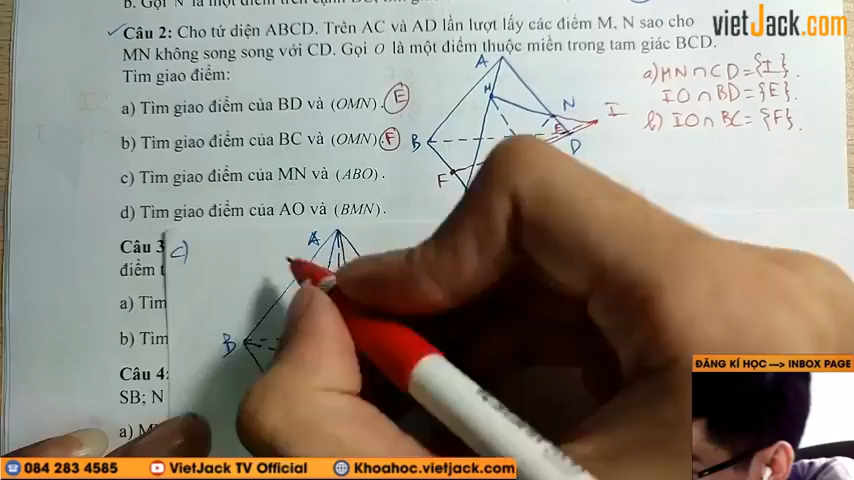 b. Gọi N là một điểm trên cạnh
vietJack.com
Câu 2: Cho tứ diện ABCD. Trên AC và AD lần lượt lấy các điểm M, N sao cho
MN không song song với CD. Gọi O là một điểm thuộc miền trong tam giác BCD.
Tìm giao điểm:
a) Tìm giao điểm của BD và (OMN). E
b) Tìm giao điểm của BC và (OMN). F
c) Tìm giao điểm của MN và (ABO).
d) Tìm giao điểm của AO và (BMN).
A
M
N
I
B
E
D
F
a) MN ∩ CD = {I}.
IO ∩ BD = {E}.
b) IO ∩ BC = {F}.
Câu 3
điểm
a) Tìm
b) Tìm
Câu 4:
SB; N
a)
c)
A
B
ĐĂNG KÍ HỌC —> INBOX PAGE
084 283 4585
VietJack TV Official
Khoahoc.vietjack.com